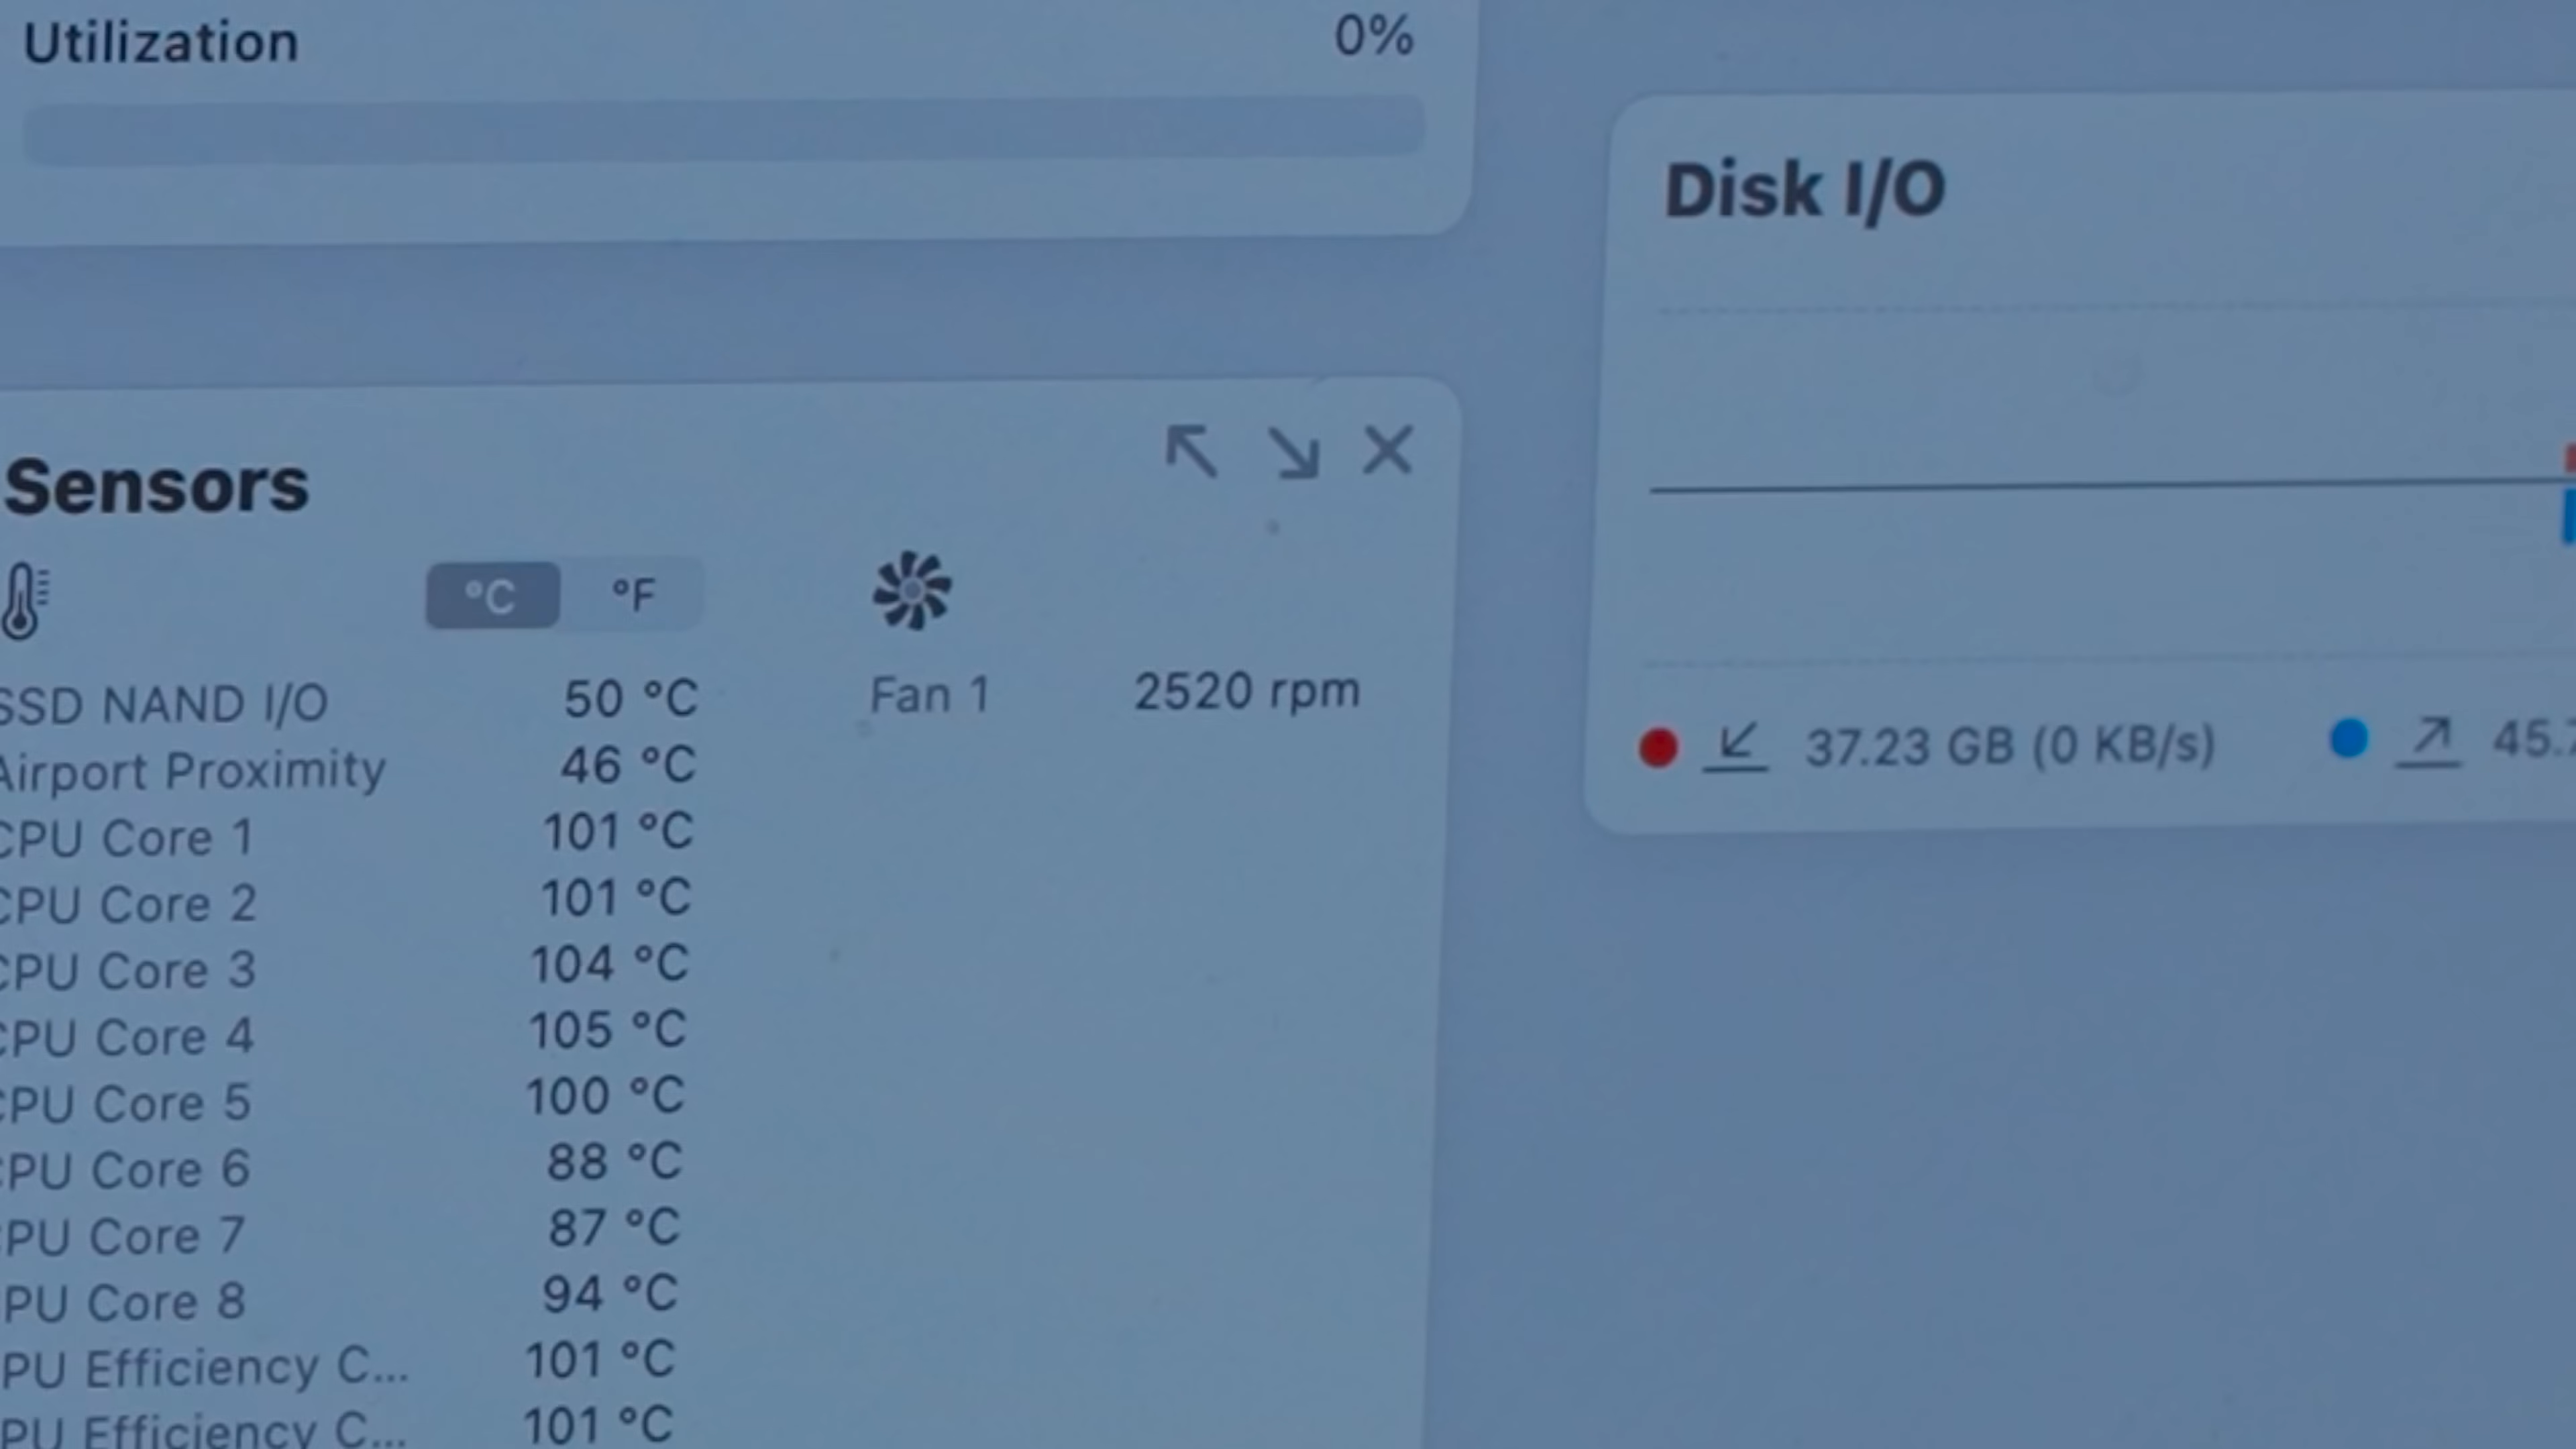 Utilization 0%
Disk I/O
37.23 GB (0 KB/s)
Sensors
°C °F
SSD NAND I/O 50 °C
Fan 1 2520 rpm
Airport Proximity 46 °C
CPU Core 1 101 °C
CPU Core 2 101 °C
CPU Core 3 104 °C
CPU Core 4 105 °C
CPU Core 5 100 °C
CPU Core 6 88 °C
PU Core 7 87 °C
PU Core 8 94 °C
PU Efficiency C... 101 °C
PU Efficiency C... 101 °C